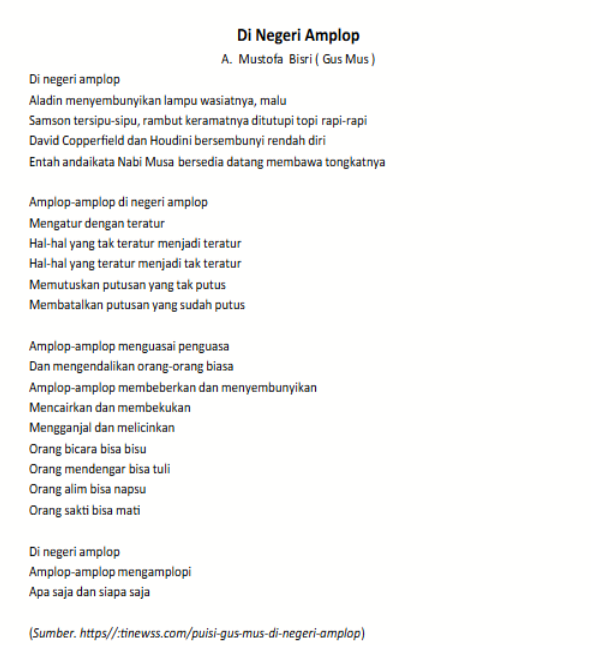 Di Negeri Amplop
A. Mustofa Bisri ( Gus Mus )
Di negeri amplop
Aladin menyembunyikan lampu wasiatnya, malu
Samson tersipu-sipu, rambut keramatnya ditutupi topi rapi-rapi
David Copperfield dan Houdini bersembunyi rendah diri
Entah andaikata Nabi Musa bersedia datang membawa tongkatnya
Amplop-amplop di negeri amplop
Mengatur dengan teratur
Hal-hal yang tak teratur menjadi teratur
Hal-hal yang teratur menjadi tak teratur
Memutuskan putusan yang tak putus
Membatalkan putusan yang sudah putus
Amplop-amplop menguasai penguasa
Dan mengendalikan orang-orang biasa
Amplop-amplop membeberkan dan menyembunyikan
Mencairkan dan membekukan
Mengganjal dan melicinkan
Orang bicara bisa bisu
Orang mendengar bisa tuli
Orang alim bisa napsu
Orang sakti bisa mati
Di negeri amplop
Amplop-amplop mengamplopi
Apa saja dan siapa saja
(Sumber. https//:tinewss.com/puisi-gus-mus-di-negeri-amplop)